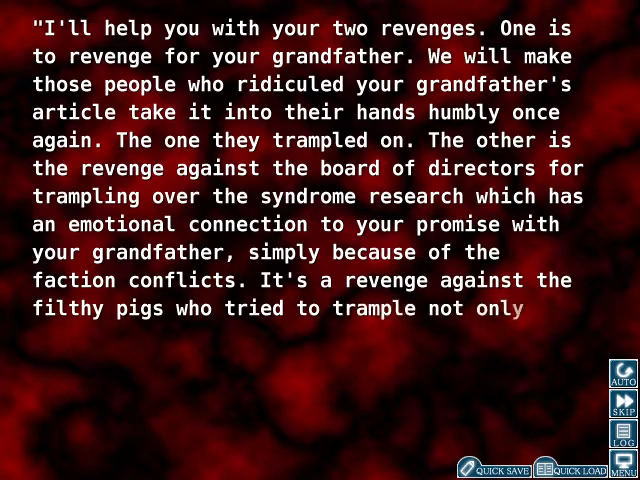 "I'll help you with your two revenges. One is
to revenge for your grandfather. We will make
those people who ridiculed your grandfather's
article take it into their hands humbly once
again. The one they trampled on. The other is
the revenge against the board of directors for
trampling over the syndrome research which has
an emotional connection to your promise with
your grandfather, simply because of the
faction conflicts. It's a revenge against the
filthy pigs who tried to trample not only
AUTO
SKIP
LOG
QUICK SAVE
QUICK LOAD
MENU